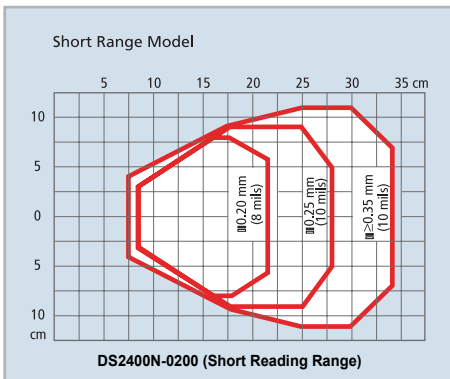 Short Range Model
5 10 15 20 25 30 35 cm
10
5
0
5
10
cm
0.20 mm
(8 mils)
0.25 mm
(10 mils)
≥0.35 mm
(10 mils)
DS2400N-0200 (Short Reading Range)